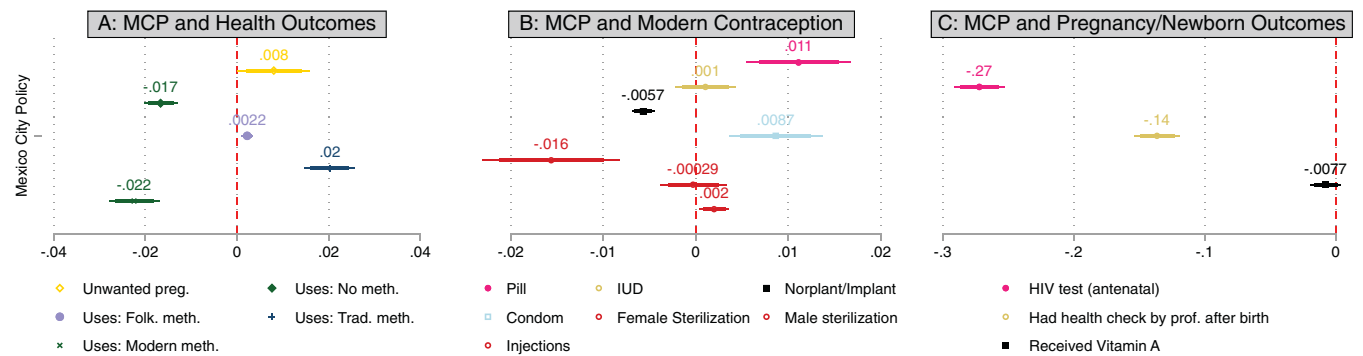 A: MCP and Health Outcomes
Mexico City Policy
.008
-.017
.0022
.02
-.022
-.04 -.02 0 .02 .04
Unwanted preg. Uses: No meth.
Uses: Folk. meth. Uses: Trad. meth.
Uses: Modern meth.
B: MCP and Modern Contraception
.011
.001
-.0057
.0087
-.016
-.00029
.002
-.02 -.01 0 .01 .02
Pill IUD Norplant/Implant
Condom Female Sterilization Male sterilization
Injections
C: MCP and Pregnancy/Newborn Outcomes
-.27
-.14
-.0077
-.3 -.2 -.1 0
HIV test (antenatal)
Had health check by prof. after birth
Received Vitamin A